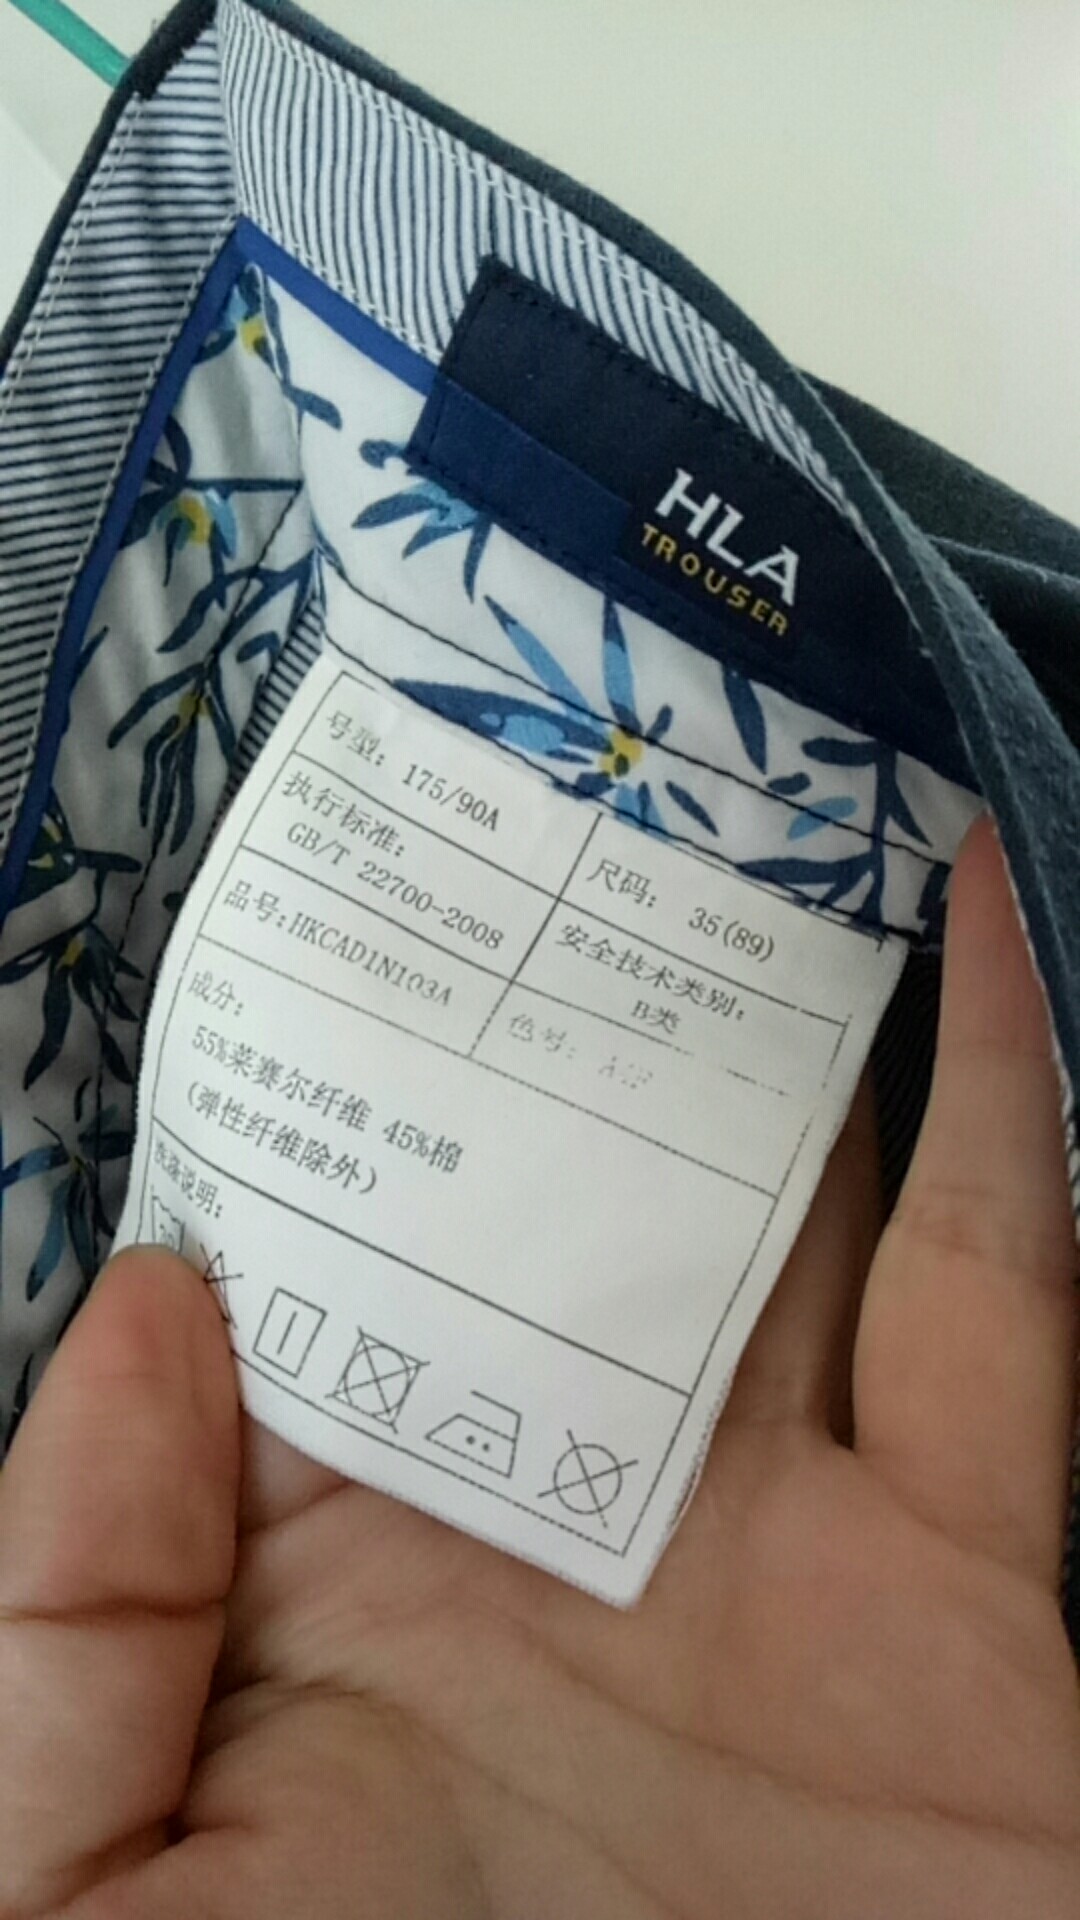 HLA
TROUSER
号型: 175/90A
尺码: 35(89)
执行标准:
GB/T 22700-2008
安全技术类别:
B类
品号:HKCAD1N103A
色号:
成分:
55%莱赛尔纤维 45%棉
(弹性纤维除外)
洗涤说明:
30